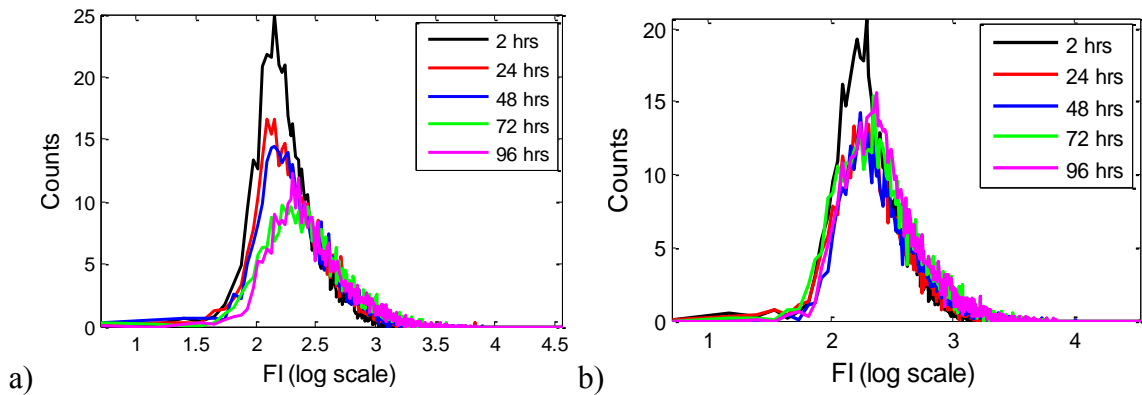 25
20
15
10
5
0
Counts
1 1.5 2 2.5 3 3.5 4 4.5
FI (log scale)
2 hrs
24 hrs
48 hrs
72 hrs
96 hrs
a)
20
15
10
5
0
Counts
1 2 3 4
FI (log scale)
2 hrs
24 hrs
48 hrs
72 hrs
96 hrs
b)